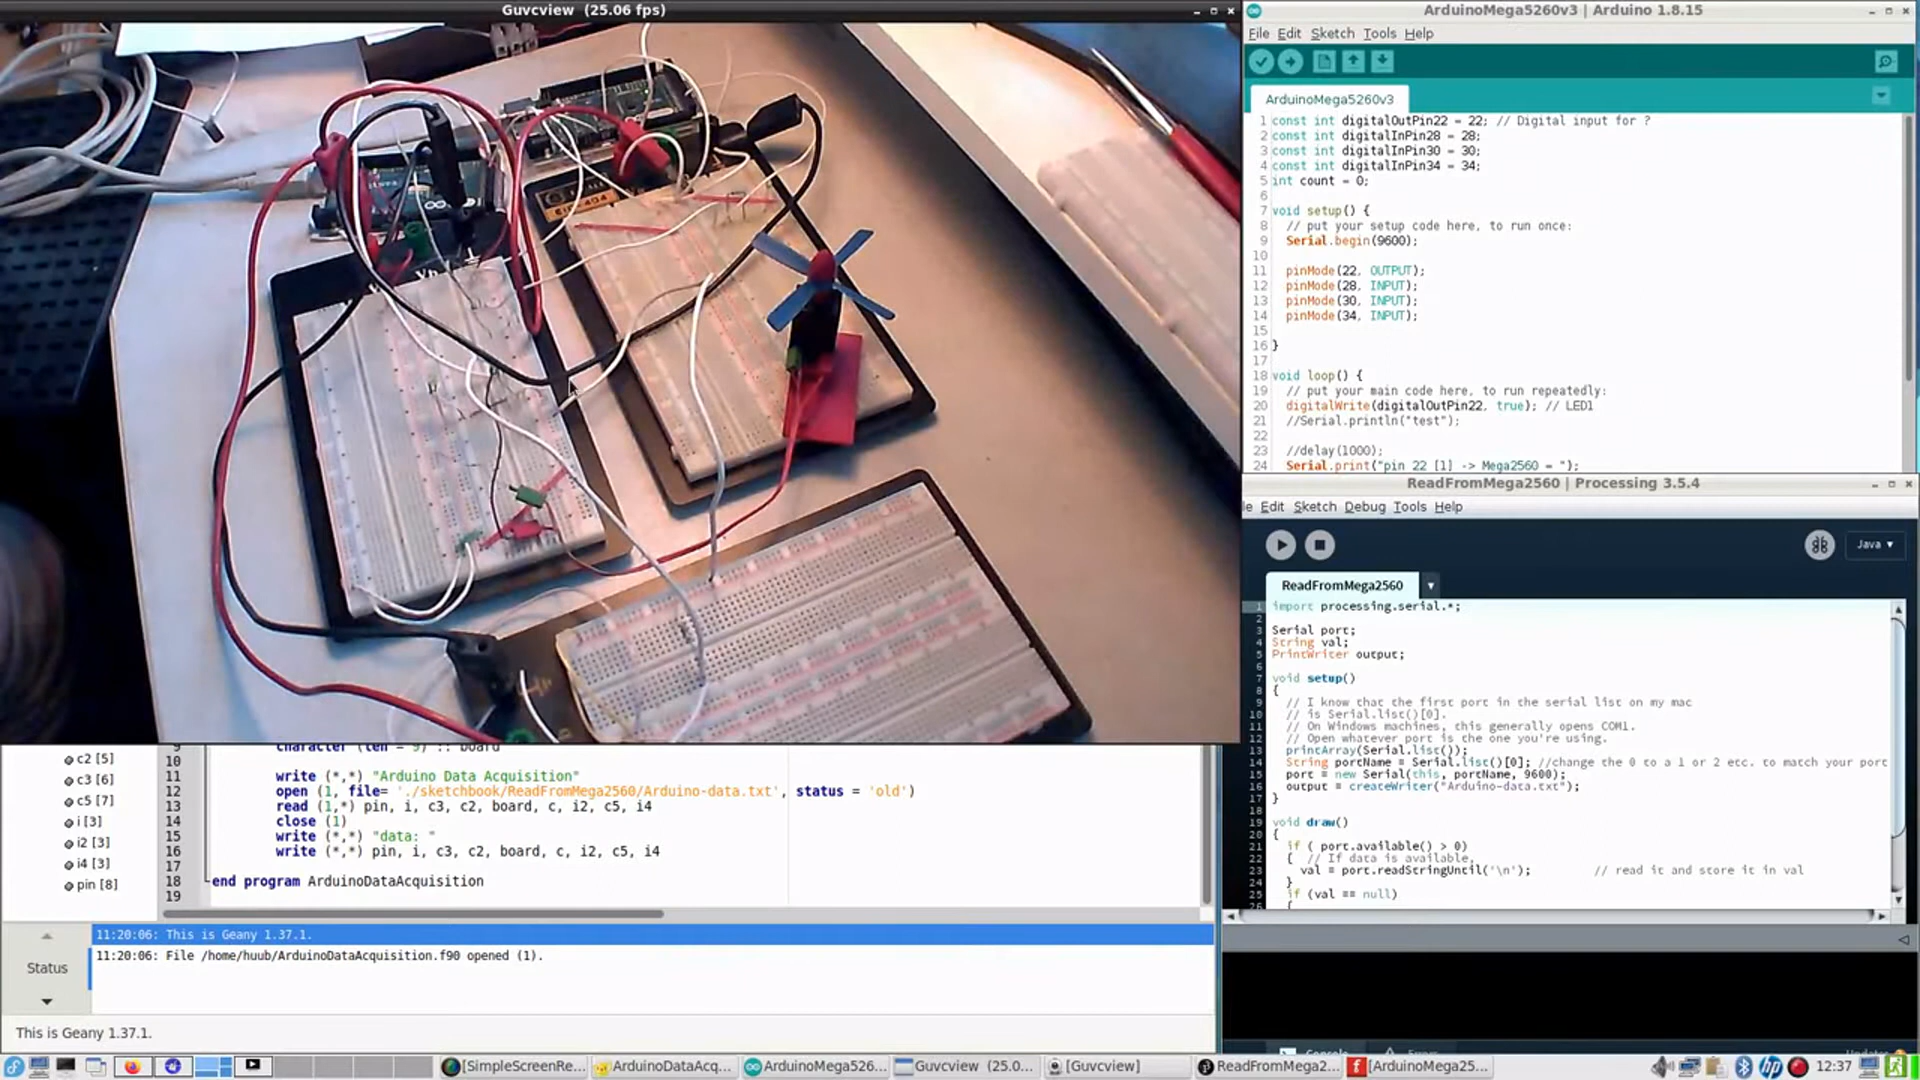 Guvcview (25.06 fps)
ArduinoMega5260v3 | Arduino 1.8.15
File Edit Sketch Tools Help
ArduinoMega5260v3
1 const int digitalOutPin22 = 22; // Digital input for ?
2 const int digitalInPin28 = 28;
3 const int digitalInPin30 = 30;
4 const int digitalInPin34 = 34;
5 int count = 0;
6
7 void setup() {
8 // put your setup code here, to run once:
9 Serial.begin(9600);
10
11 pinMode(22, OUTPUT);
12 pinMode(28, INPUT);
13 pinMode(30, INPUT);
14 pinMode(34, INPUT);
15
16 }
17
18 void loop() {
19 // put your main code here, to run repeatedly:
20 digitalWrite(digitalOutPin22, true); // LED1
21 //Serial.println("test");
22
23 //delay(1000);
24 Serial.print("pin 22 [1] -> Mega2560 = ");
ReadFromMega2560 | Processing 3.5.4
le Edit Sketch Debug Tools Help
Java
ReadFromMega2560
1 import processing.serial.*;
2
3 Serial port;
4 String val;
5 PrintWriter output;
6
7 void setup()
8 {
9 // I know that the first port in the serial list on my mac
10 // is Serial.list()[0].
11 // On Windows machines, this generally opens COM1.
12 // Open whatever port is the one you're using.
13 printArray(Serial.list());
14 String portName = Serial.list()[0]; //change the 0 to a 1 or 2 etc. to match your port
15 port = new Serial(this, portName, 9600);
16 output = createWriter("Arduino-data.txt");
17 }
18
19 void draw()
20 {
21 if ( port.available() > 0)
22 { // If data is available,
23 val = port.readStringUntil('\n'); // read it and store it in val
24 }
25 if (val == null)
26 {
c2 [5]
c3 [6]
c5 [7]
i [3]
i2 [3]
i4 [3]
pin [8]
9 character (len = 9) :: board
10
11 write (*,*) "Arduino Data Acquisition"
12 open (1, file= './sketchbook/ReadFromMega2560/Arduino-data.txt', status = 'old')
13 read (1,*) pin, i, c3, c2, board, c, i2, c5, i4
14 close (1)
15 write (*,*) "data: "
16 write (*,*) pin, i, c3, c2, board, c, i2, c5, i4
17
18 end program ArduinoDataAcquisition
19
Status
11:20:06: This is Geany 1.37.1.
11:20:06: File /home/huub/ArduinoDataAcquisition.f90 opened (1).
This is Geany 1.37.1.
Console Errors
[SimpleScreenRe... ArduinoDataAcq... ArduinoMega526... Guvcview (25.0... [Guvcview] ReadFromMega2... [ArduinoMega25... 12:37